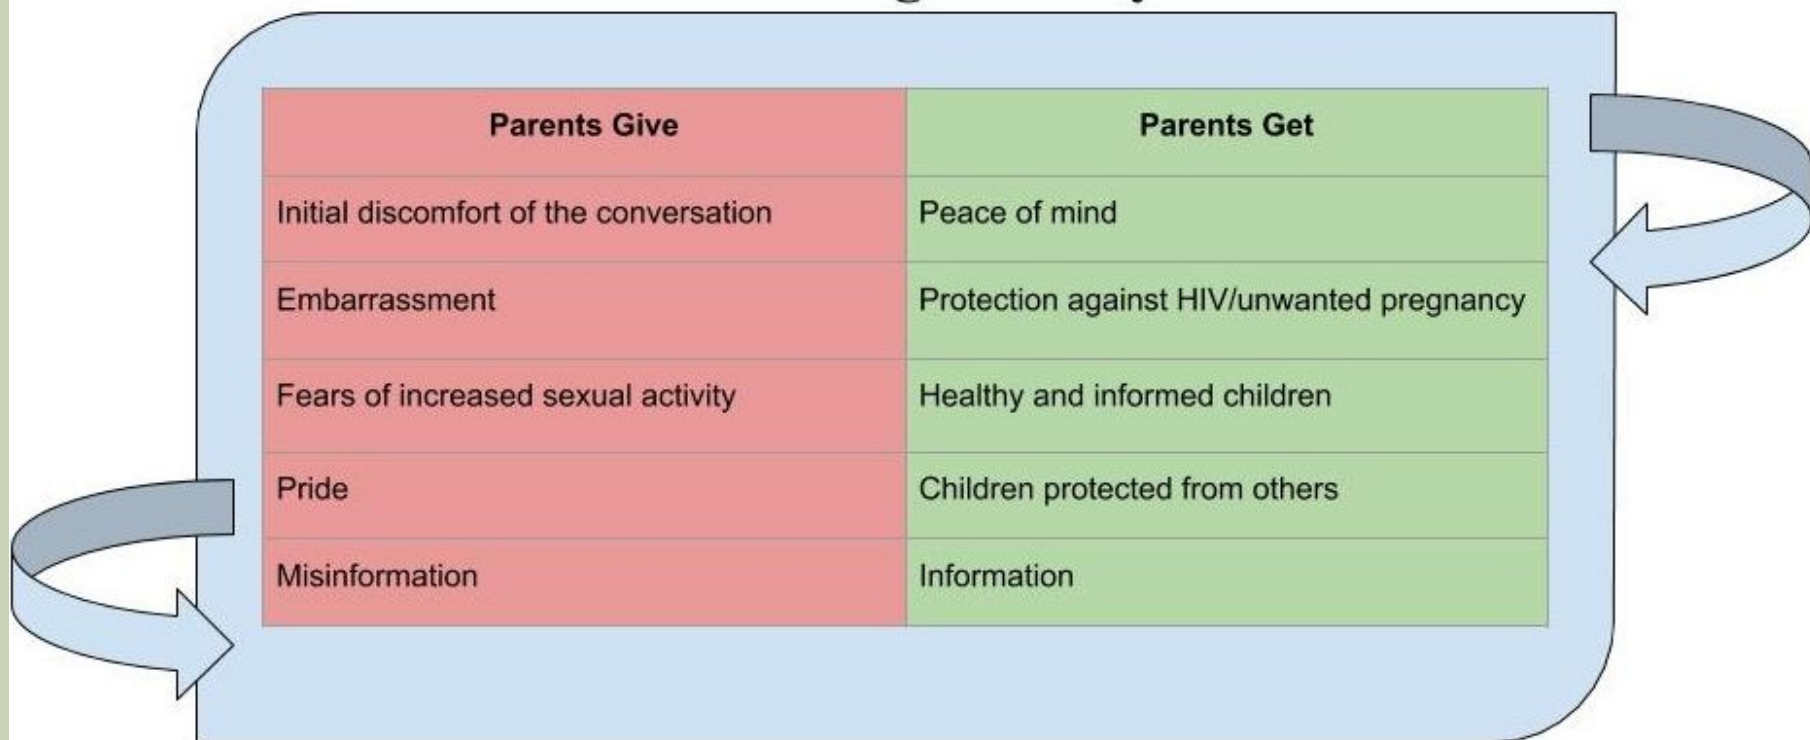 Parents Give
Parents Get
Initial discomfort of the conversation
Peace of mind
Embarrassment
Protection against HIV/unwanted pregnancy
Fears of increased sexual activity
Healthy and informed children
Pride
Children protected from others
Misinformation
Information